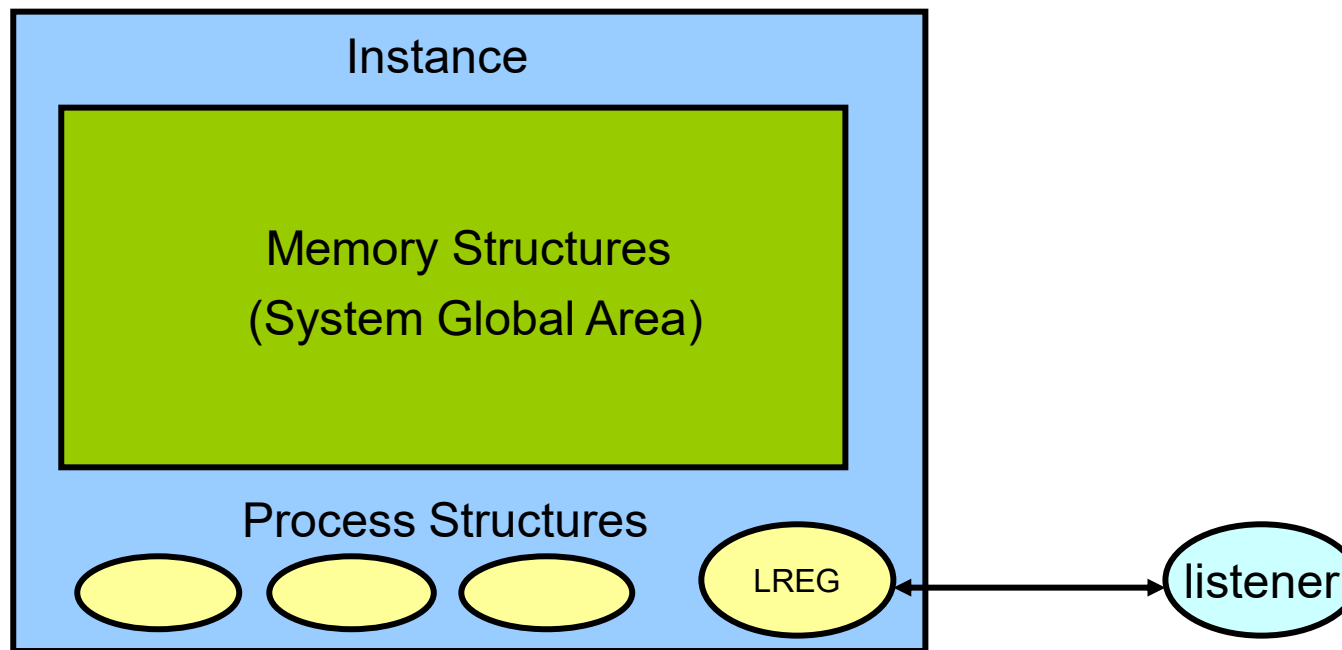 Instance
Memory Structures
(System Global Area)
Process Structures
LREG
listener